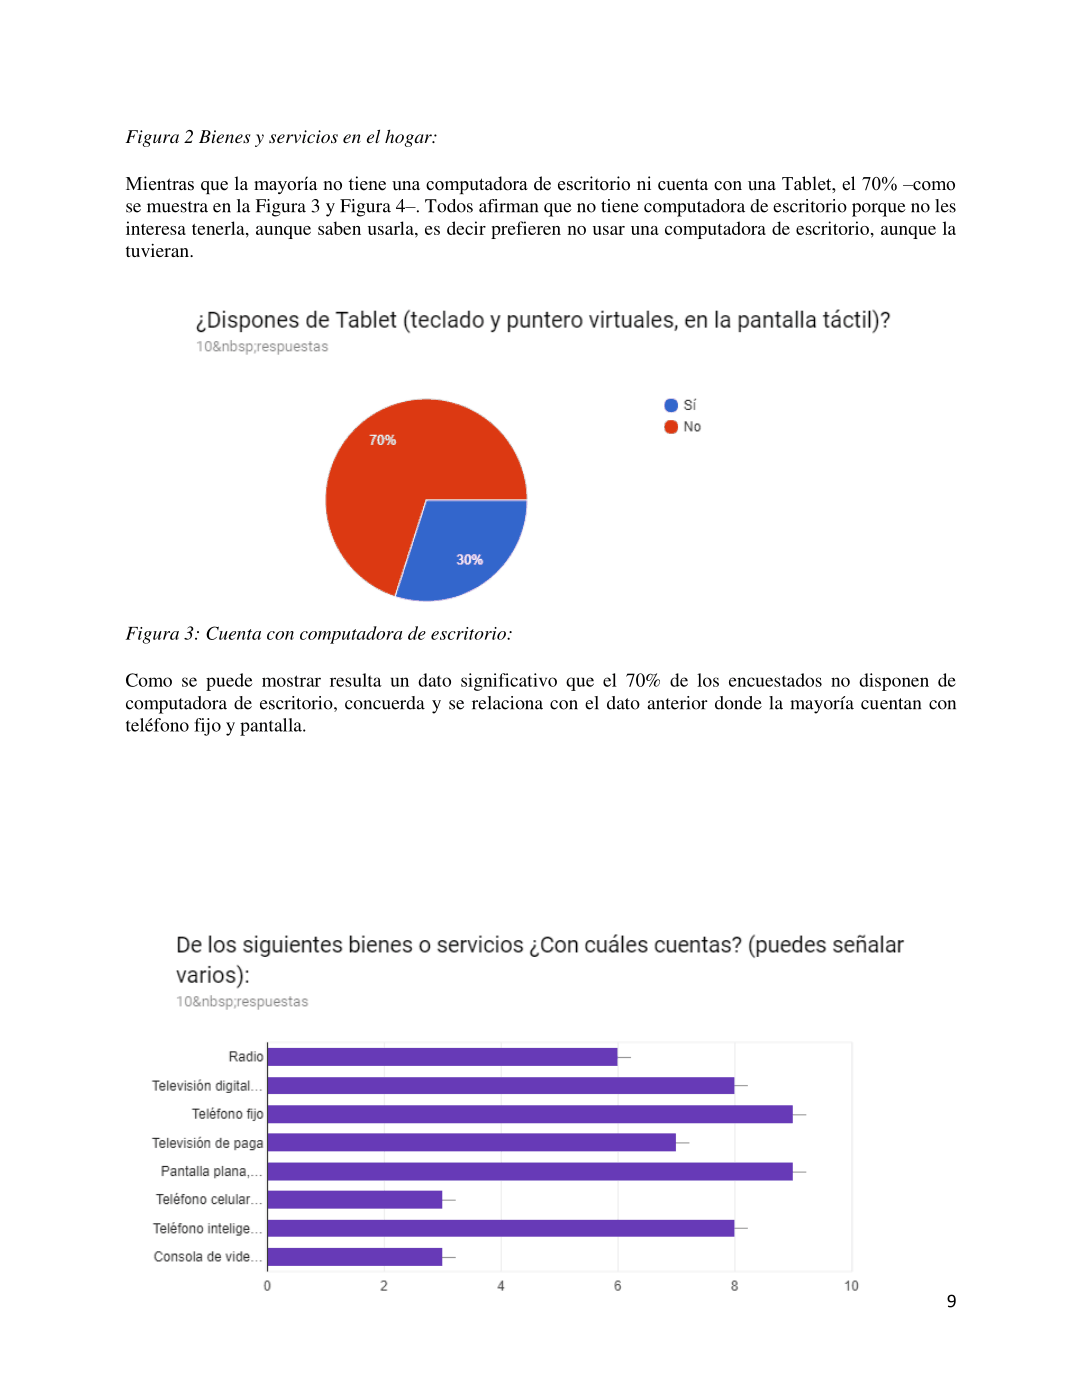 Figura 2 Bienes y servicios en el hogar:
Mientras que la mayoría no tiene una computadora de escritorio ni cuenta con una Tablet, el 70% –como
se muestra en la Figura 3 y Figura 4–. Todos afirman que no tiene computadora de escritorio porque no les
interesa tenerla, aunque saben usarla, es decir prefieren no usar una computadora de escritorio, aunque la
tuvieran.
¿Dispones de Tablet (teclado y puntero virtuales, en la pantalla táctil)?
10&nbsp;respuestas
Sí
No
70%
30%
Figura 3: Cuenta con computadora de escritorio:
Como se puede mostrar resulta un dato significativo que el 70% de los encuestados no disponen de
computadora de escritorio, concuerda y se relaciona con el dato anterior donde la mayoría cuentan con
teléfono fijo y pantalla.
De los siguientes bienes o servicios ¿Con cuáles cuentas? (puedes señalar
varios):
10&nbsp;respuestas
Radio
Televisión digital...
Teléfono fijo
Televisión de paga
Pantalla plana,...
Teléfono celular...
Teléfono intelige...
Consola de vide...
0 2 4 6 8 10
9